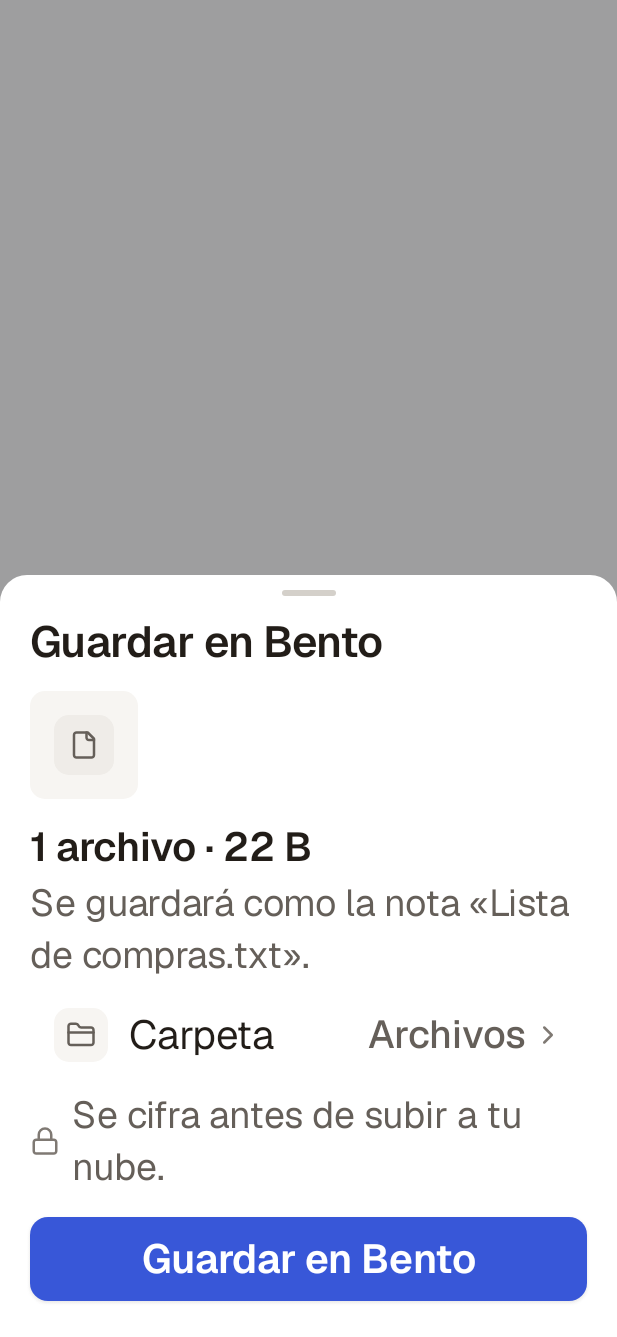 Guardar en Bento
1 archivo · 22 B
Se guardará como la nota «Lista
de compras.txt».
Carpeta Archivos
Se cifra antes de subir a tu
nube.
Guardar en Bento